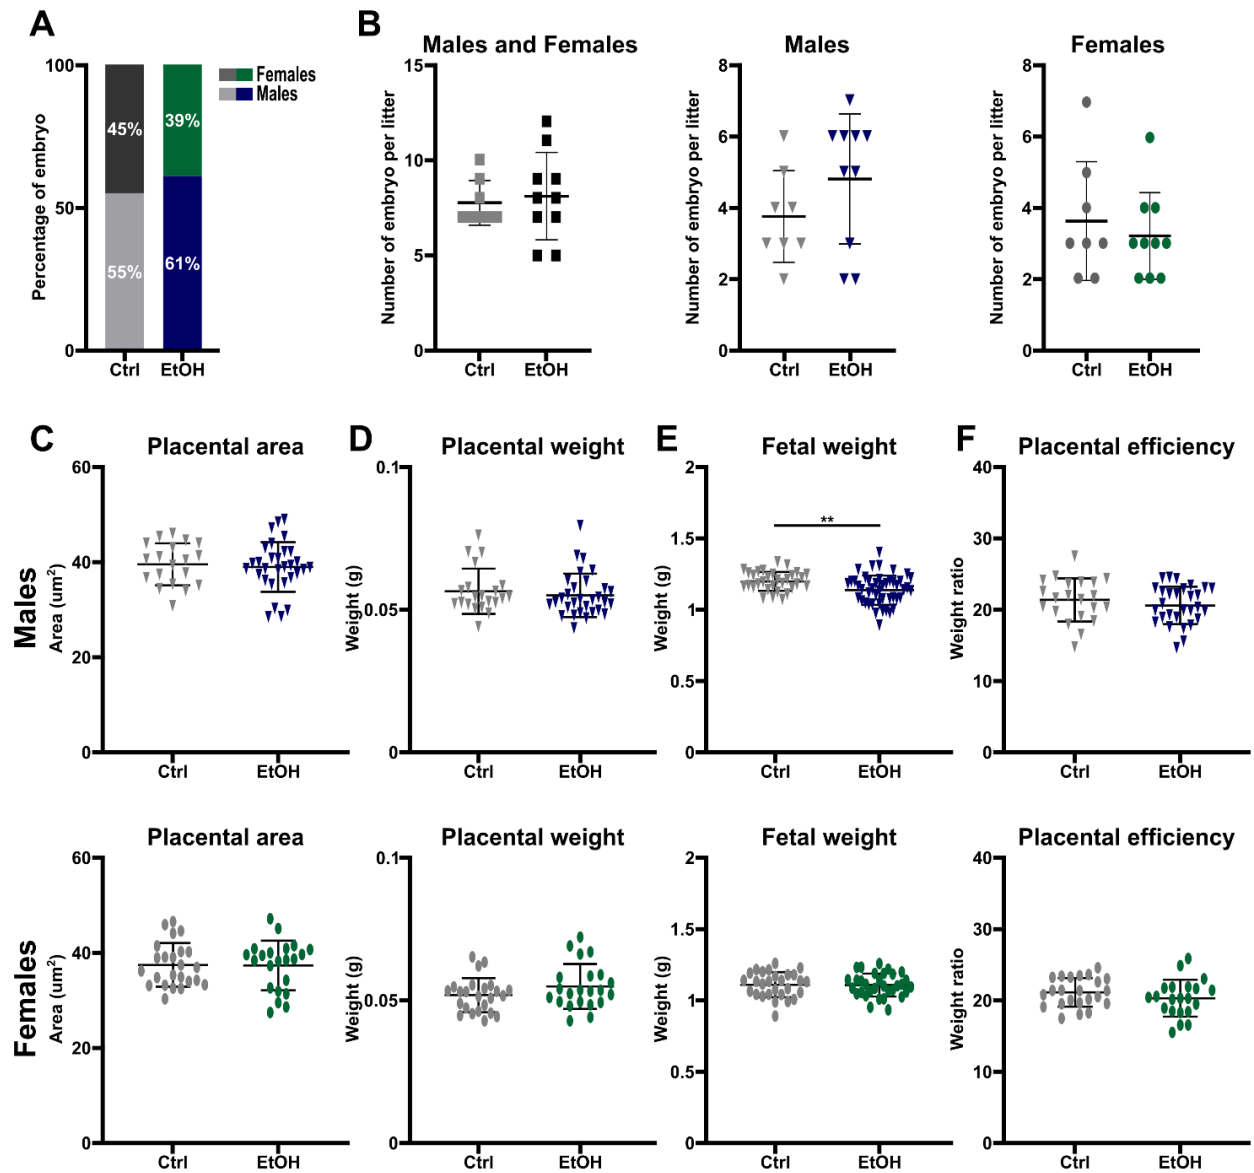 A
100
50
0
Percentage of embryo
45%
55%
39%
61%
Ctrl
EtOH
Females
Males
B
Males and Females
15
10
5
0
Number of embryo per litter
Ctrl
EtOH
Males
8
6
4
2
0
Number of embryo per litter
Ctrl
EtOH
Females
8
6
4
2
0
Number of embryo per litter
Ctrl
EtOH
Males
C
Placental area
60
40
20
0
Area (um²)
Ctrl
EtOH
D
Placental weight
0.1
0.05
0
Weight (g)
Ctrl
EtOH
E
Fetal weight
2
1.5
1
0.5
0
Weight (g)
**
Ctrl
EtOH
F
Placental efficiency
40
30
20
10
0
Weight ratio
Ctrl
EtOH
Females
Placental area
60
40
20
0
Area (um²)
Ctrl
EtOH
Placental weight
0.1
0.05
0
Weight (g)
Ctrl
EtOH
Fetal weight
2
1.5
1
0.5
0
Weight (g)
Ctrl
EtOH
Placental efficiency
40
30
20
10
0
Weight ratio
Ctrl
EtOH